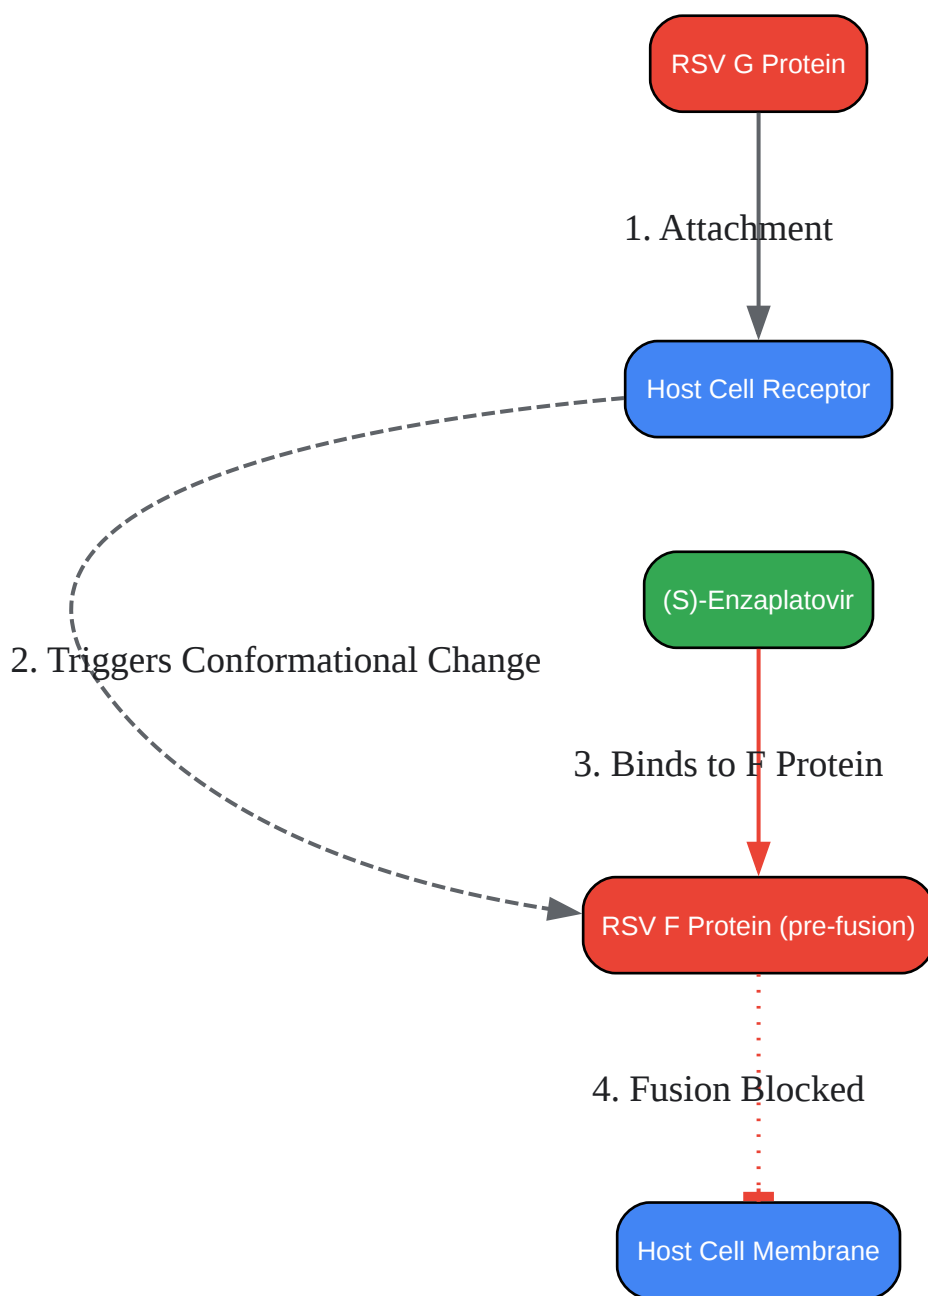 RSV G Protein
1. Attachment
Host Cell Receptor
(S)-Enzaplatovir
2. Triggers Conformational Change
3. Binds to F Protein
RSV F Protein (pre-fusion)
4. Fusion Blocked
Host Cell Membrane